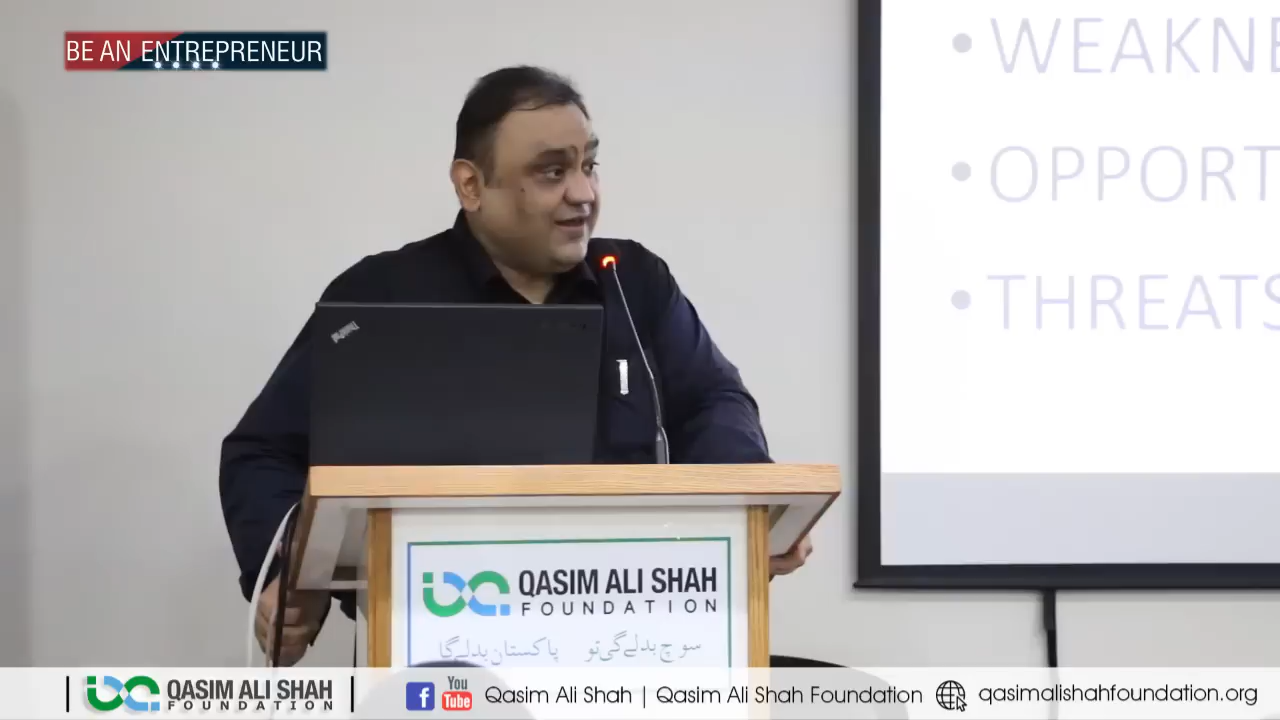 BE AN ENTREPRENEUR
WEAKNE
OPPORT
THREATS
ThinkPad
QASIM ALI SHAH
FOUNDATION
سوچ بدلے گی تو پاکستان بدلے گا
QASIM ALI SHAH
FOUNDATION
f
You
Tube
Qasim Ali Shah | Qasim Ali Shah Foundation
qasimalishahfoundation.org